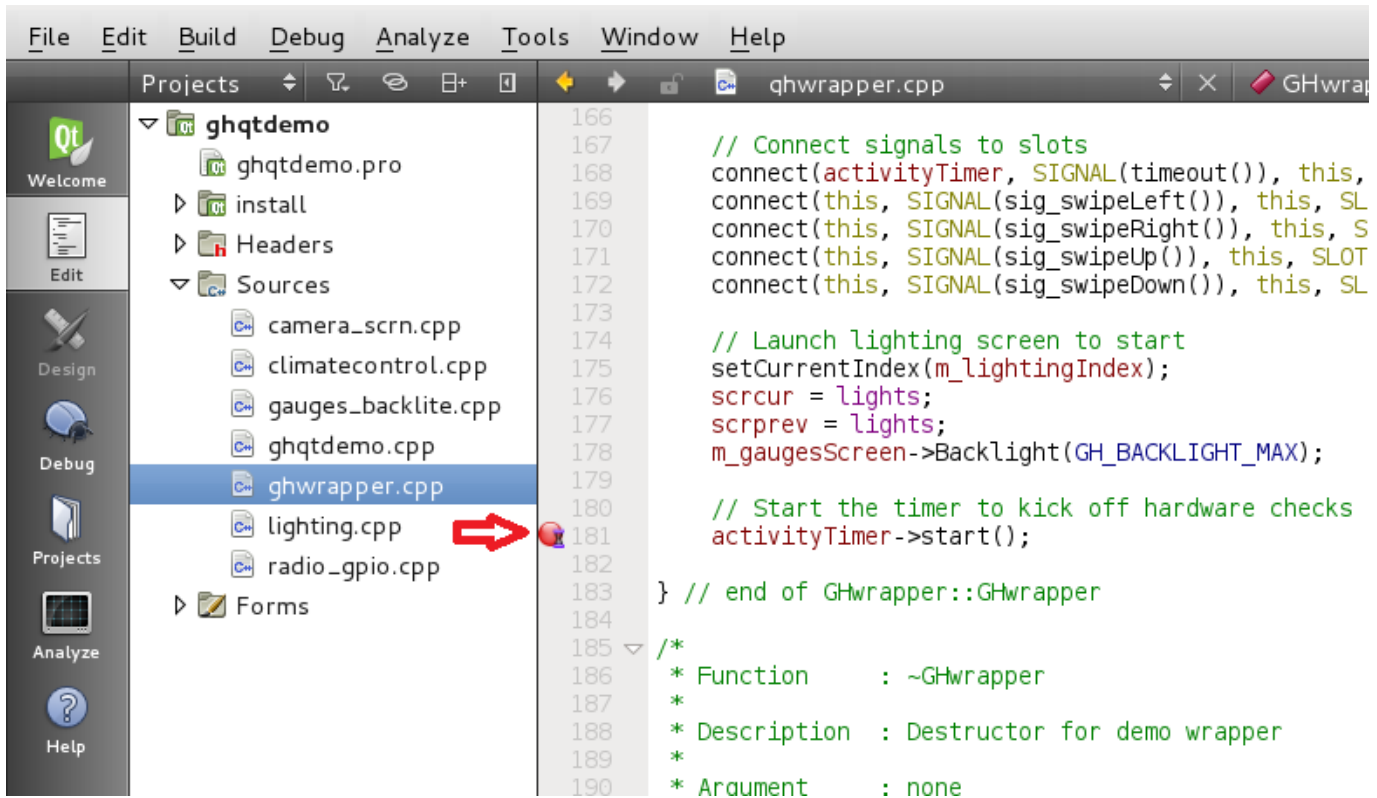 File Edit Build Debug Analyze Tools Window Help
Projects
ghwrapper.cpp
GHwrap
Welcome
Edit
Design
Debug
Projects
Analyze
Help
ghqtdemo
ghqtdemo.pro
install
Headers
Sources
camera_scrn.cpp
climatecontrol.cpp
gauges_backlite.cpp
ghqtdemo.cpp
ghwrapper.cpp
lighting.cpp
radio_gpio.cpp
Forms
166
167 // Connect signals to slots
168 connect(activityTimer, SIGNAL(timeout()), this,
169 connect(this, SIGNAL(sig_swipeLeft()), this, SL
170 connect(this, SIGNAL(sig_swipeRight()), this, S
171 connect(this, SIGNAL(sig_swipeUp()), this, SLOT
172 connect(this, SIGNAL(sig_swipeDown()), this, SL
173
174 // Launch lighting screen to start
175 setCurrentIndex(m_lightingIndex);
176 scrcur = lights;
177 scrprev = lights;
178 m_gaugesScreen->Backlight(GH_BACKLIGHT_MAX);
179
180 // Start the timer to kick off hardware checks
181 activityTimer->start();
182
183 } // end of GHwrapper::GHwrapper
184
185 /*
186 * Function : ~GHwrapper
187 *
188 * Description : Destructor for demo wrapper
189 *
190 * Argument : none